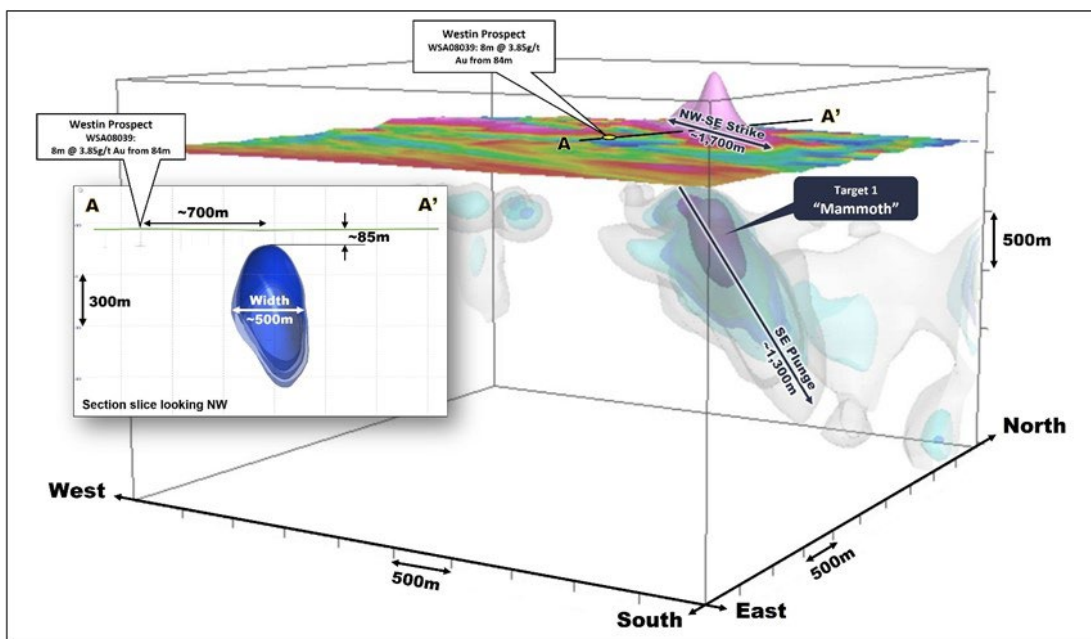 Westin Prospect
WSA08039: 8m @ 3.85g/t
Au from 84m
Westin Prospect
WSA08039:
8m @ 3.85g/t Au from 84m
A
A'
NW-SE Strike
~1,700m
Target 1
"Mammoth"
500m
SE Plunge
~1,300m
A
A'
~700m
~85m
300m
Width
~500m
Section slice looking NW
North
West
500m
500m
South
East